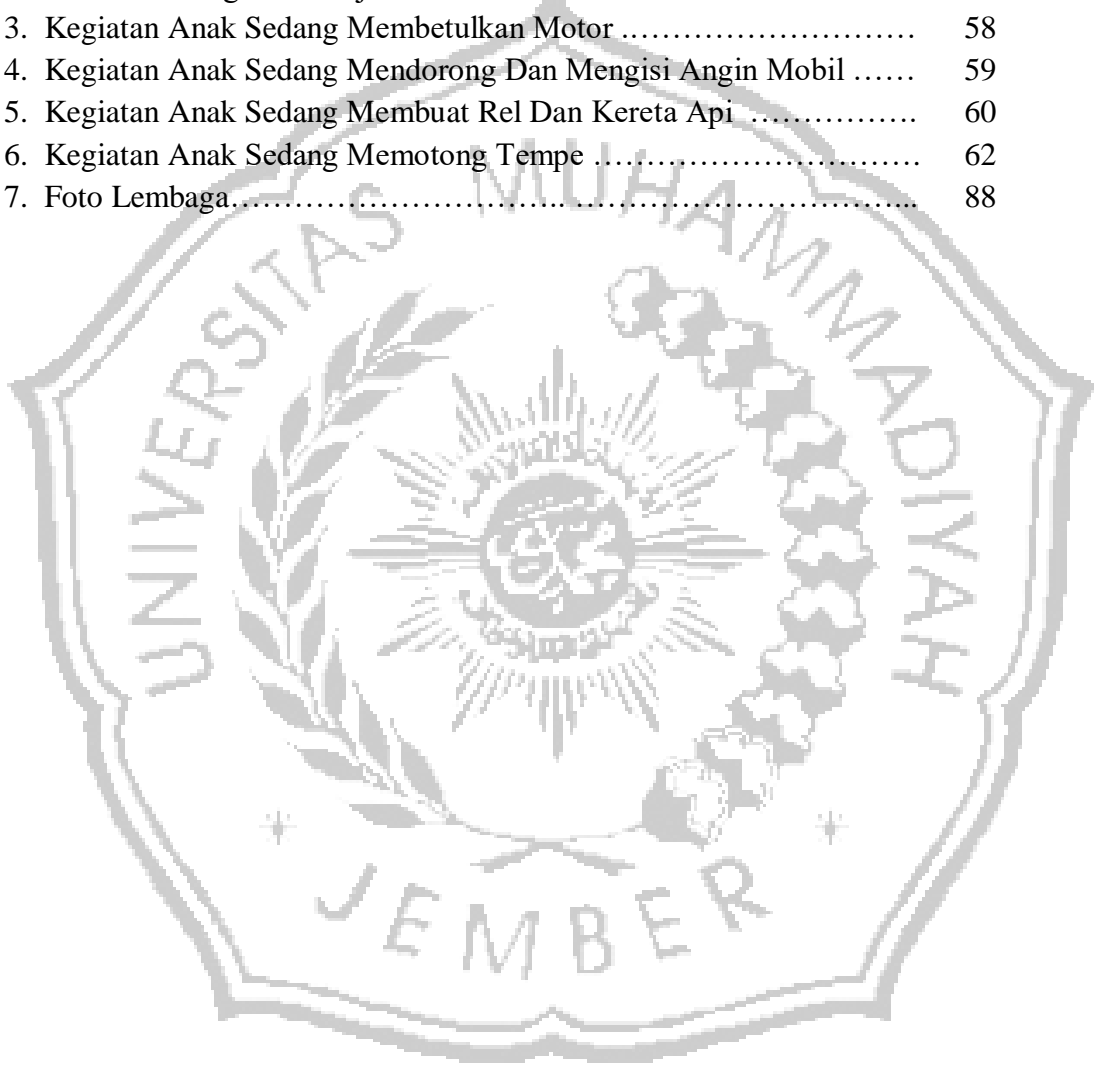 3. Kegiatan Anak Sedang Membetulkan Motor ………………………… 58
4. Kegiatan Anak Sedang Mendorong Dan Mengisi Angin Mobil …… 59
5. Kegiatan Anak Sedang Membuat Rel Dan Kereta Api ……………. 60
6. Kegiatan Anak Sedang Memotong Tempe …………………………. 62
7. Foto Lembaga……………………………………………………….. 88
UNIVERSITAS MUHAMMADIYAH
JEMBER